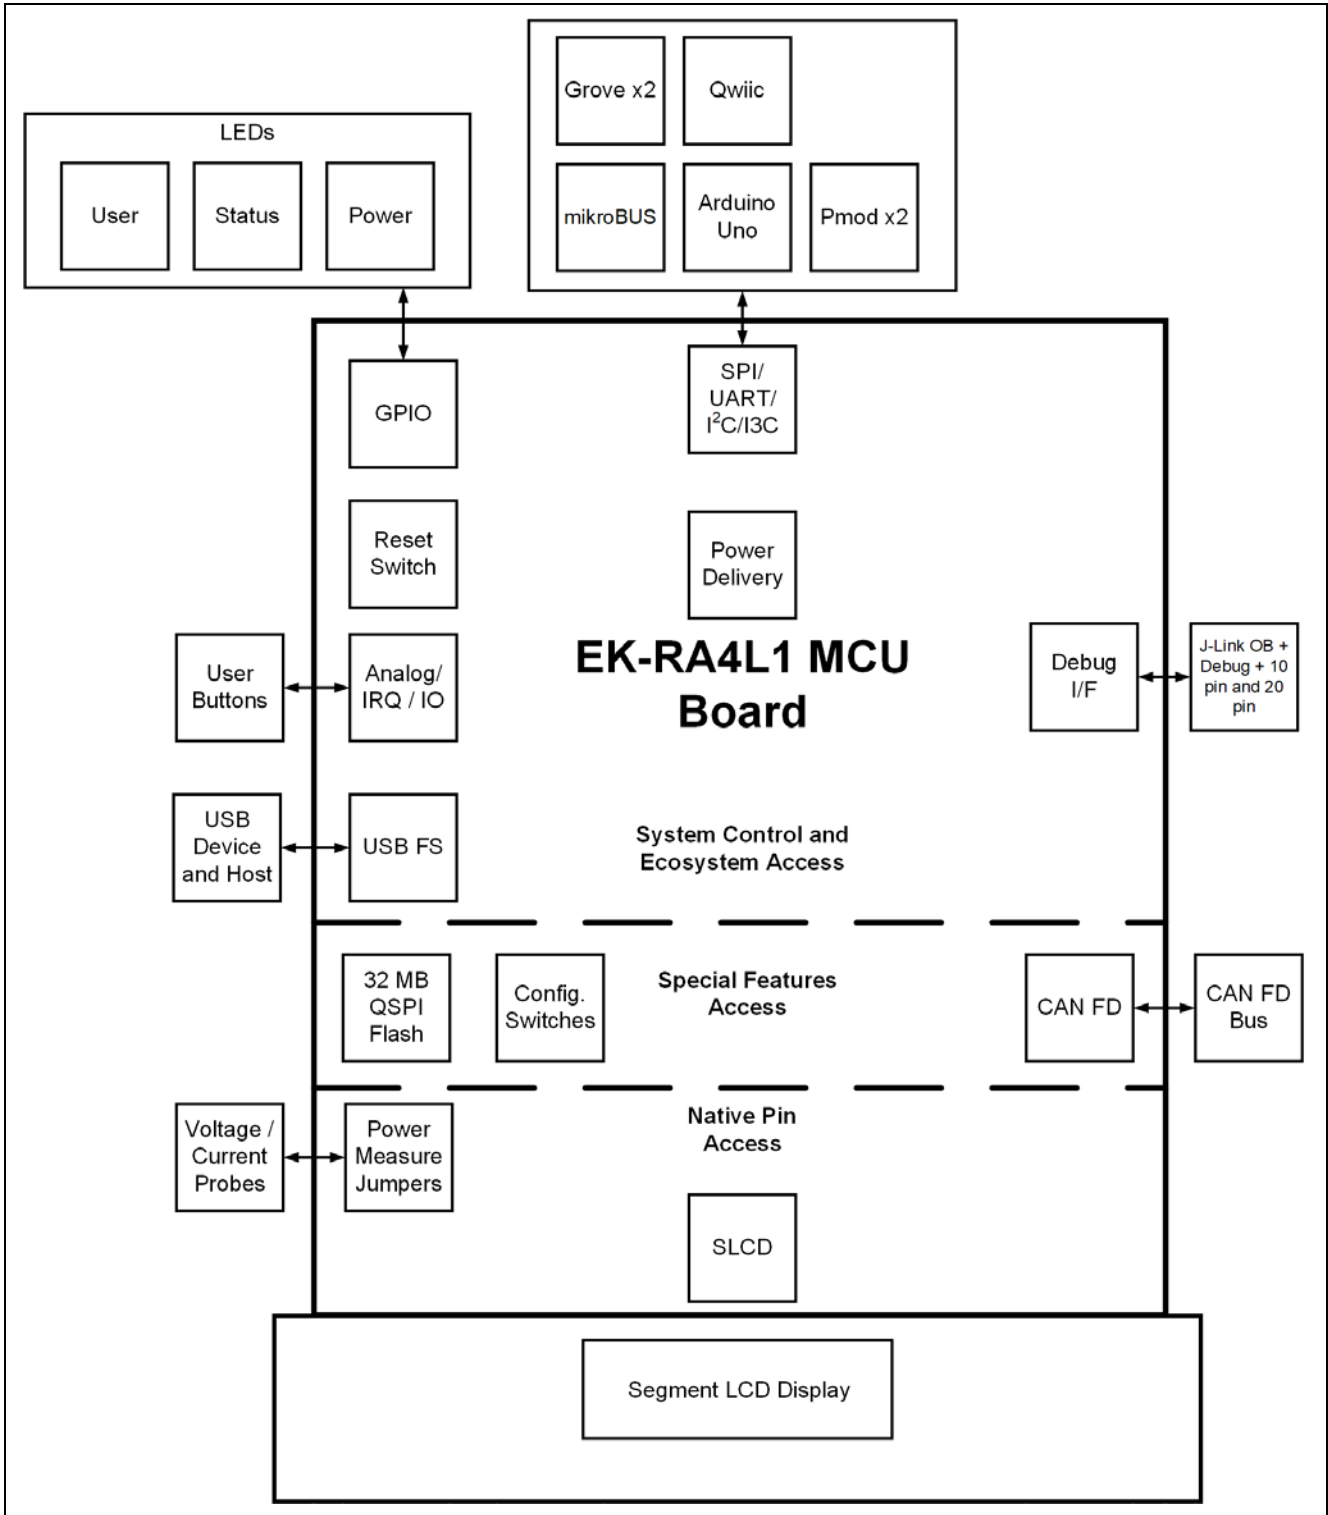 Grove x2
Qwiic
LEDs
User
Status
Power
mikroBUS
Arduino
Uno
Pmod x2
GPIO
SPI/
UART/
I²C/I3C
Reset
Switch
Power
Delivery
EK-RA4L1 MCU
Board
User
Buttons
Analog/
IRQ / IO
Debug
I/F
J-Link OB +
Debug + 10
pin and 20
pin
USB
Device
and Host
USB FS
System Control and
Ecosystem Access
32 MB
QSPI
Flash
Config.
Switches
Special Features
Access
CAN FD
CAN FD
Bus
Voltage /
Current
Probes
Power
Measure
Jumpers
Native Pin
Access
SLCD
Segment LCD Display